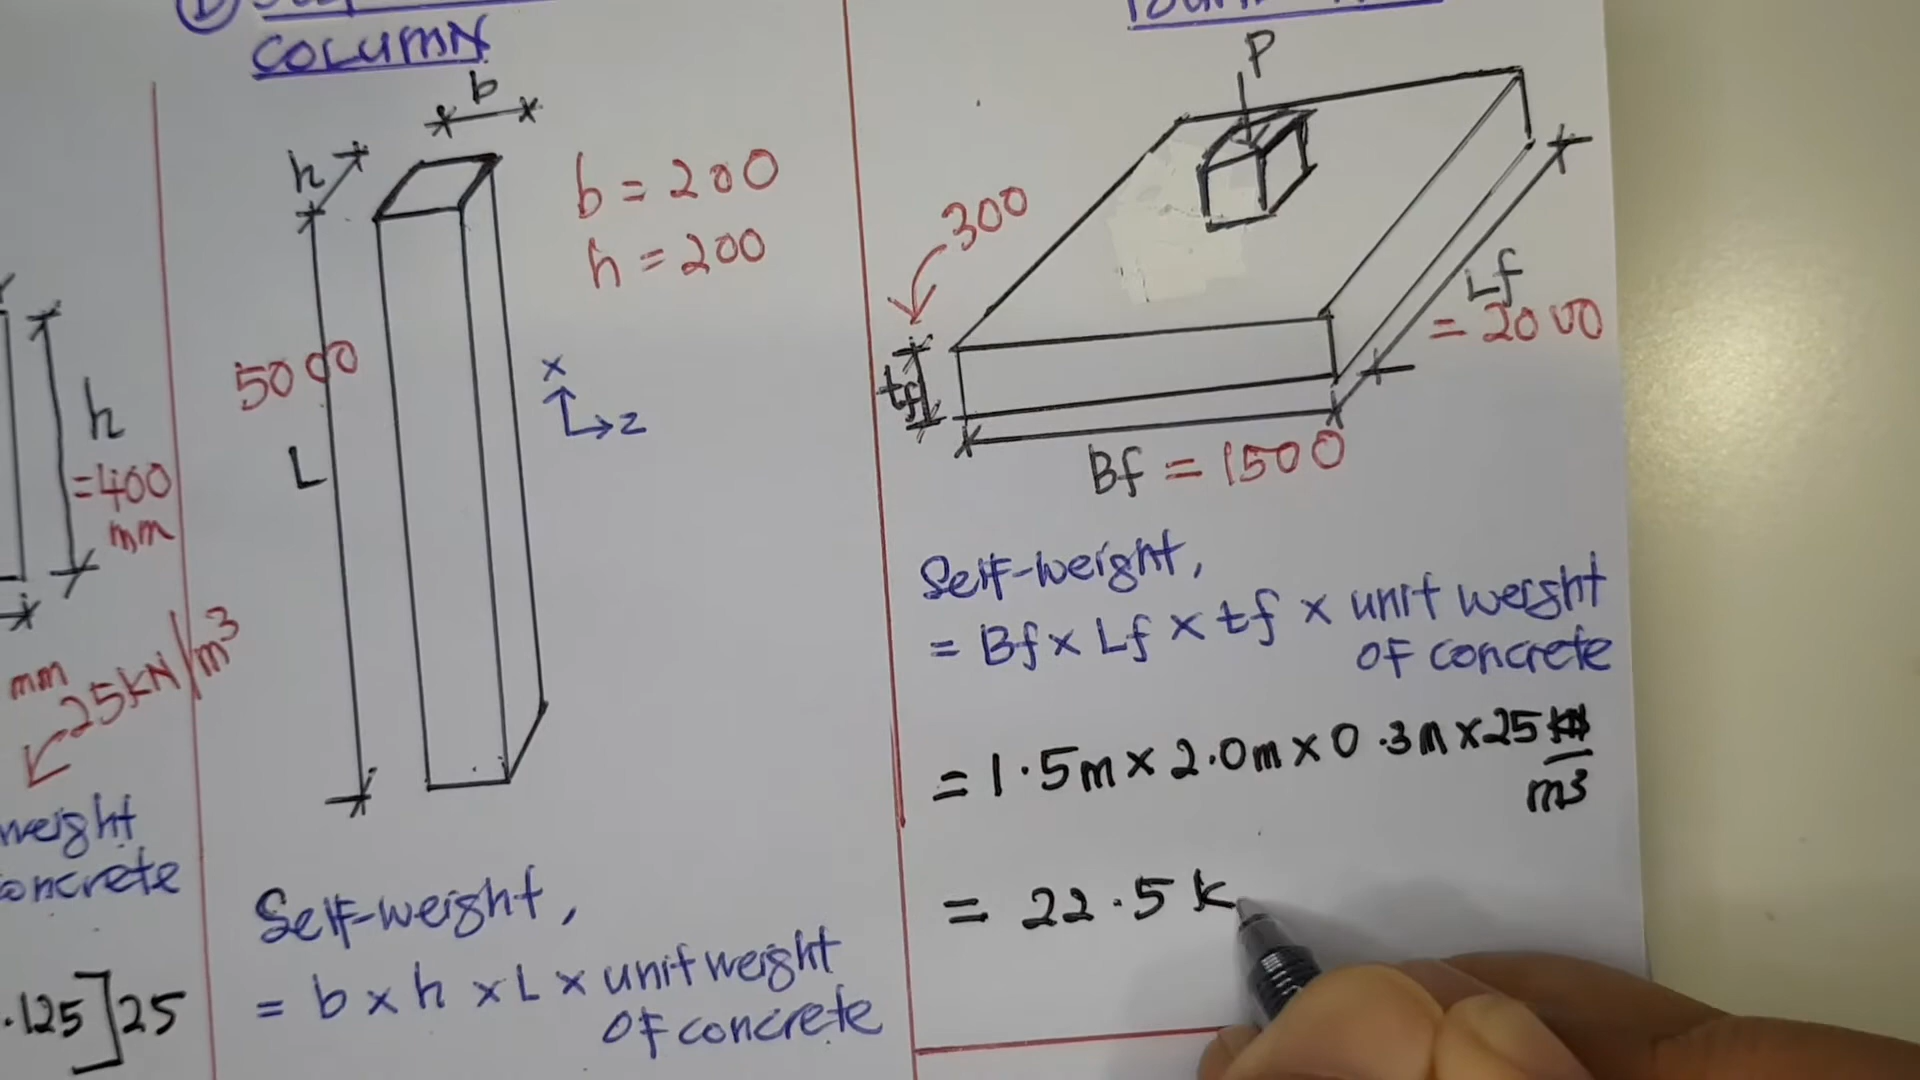 COLUMN
b
h
b = 200
h = 200
5000
L
x
z
Self-weight,
= b x h x L x unit weight
of concrete
h
=400
mm
mm
25kN/m³
weight
concrete
.125]25
P
300
tf
Lf
= 2000
Bf = 1500
Self-weight,
= Bf x Lf x tf x unit weight
of concrete
= 1.5m x 2.0m x 0.3m x 25 kN
m³
= 22.5 k